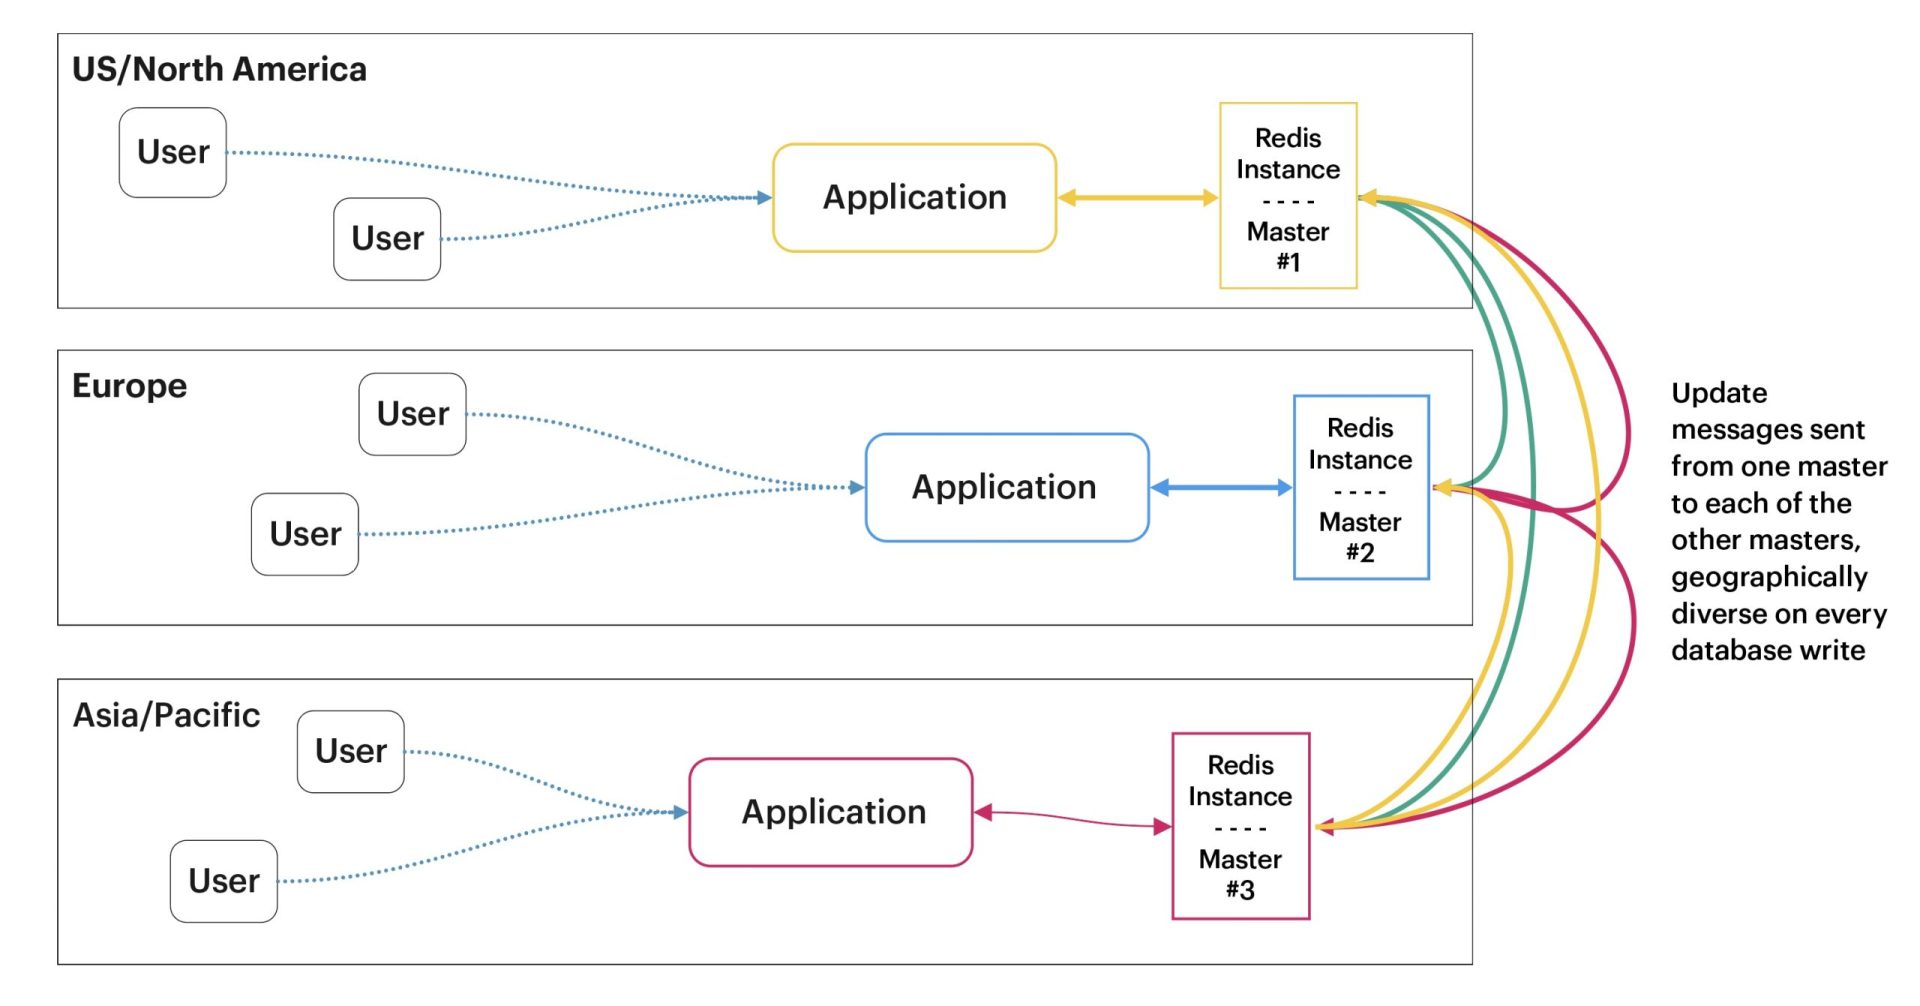 US/North America
User
User
Application
Redis
Instance
- - - -
Master
#1
Europe
User
User
Application
Redis
Instance
- - - -
Master
#2
Update
messages sent
from one master
to each of the
other masters,
geographically
diverse on every
database write
Asia/Pacific
User
User
Application
Redis
Instance
- - - -
Master
#3